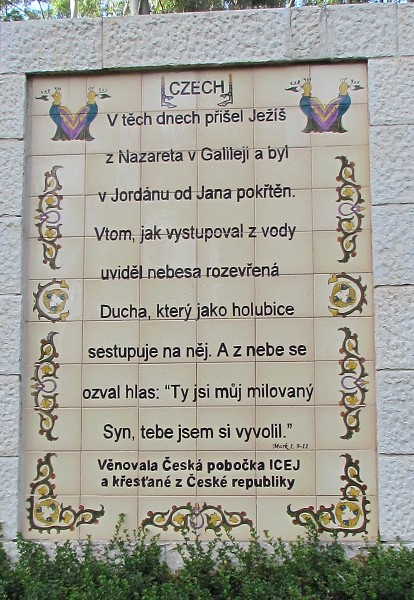 CZECH
V těch dnech přišel Ježíš
z Nazareta v Galileji a byl
v Jordánu od Jana pokřtěn.
Vtom, jak vystupoval z vody
uviděl nebesa rozevřená
Ducha, který jako holubice
sestupuje na něj. A z nebe se
ozval hlas: “Ty jsi můj milovaný
Syn, tebe jsem si vyvolil.”
Mark 1, 9-11
Věnovala Česká pobočka ICEJ
a křesťané z České republiky